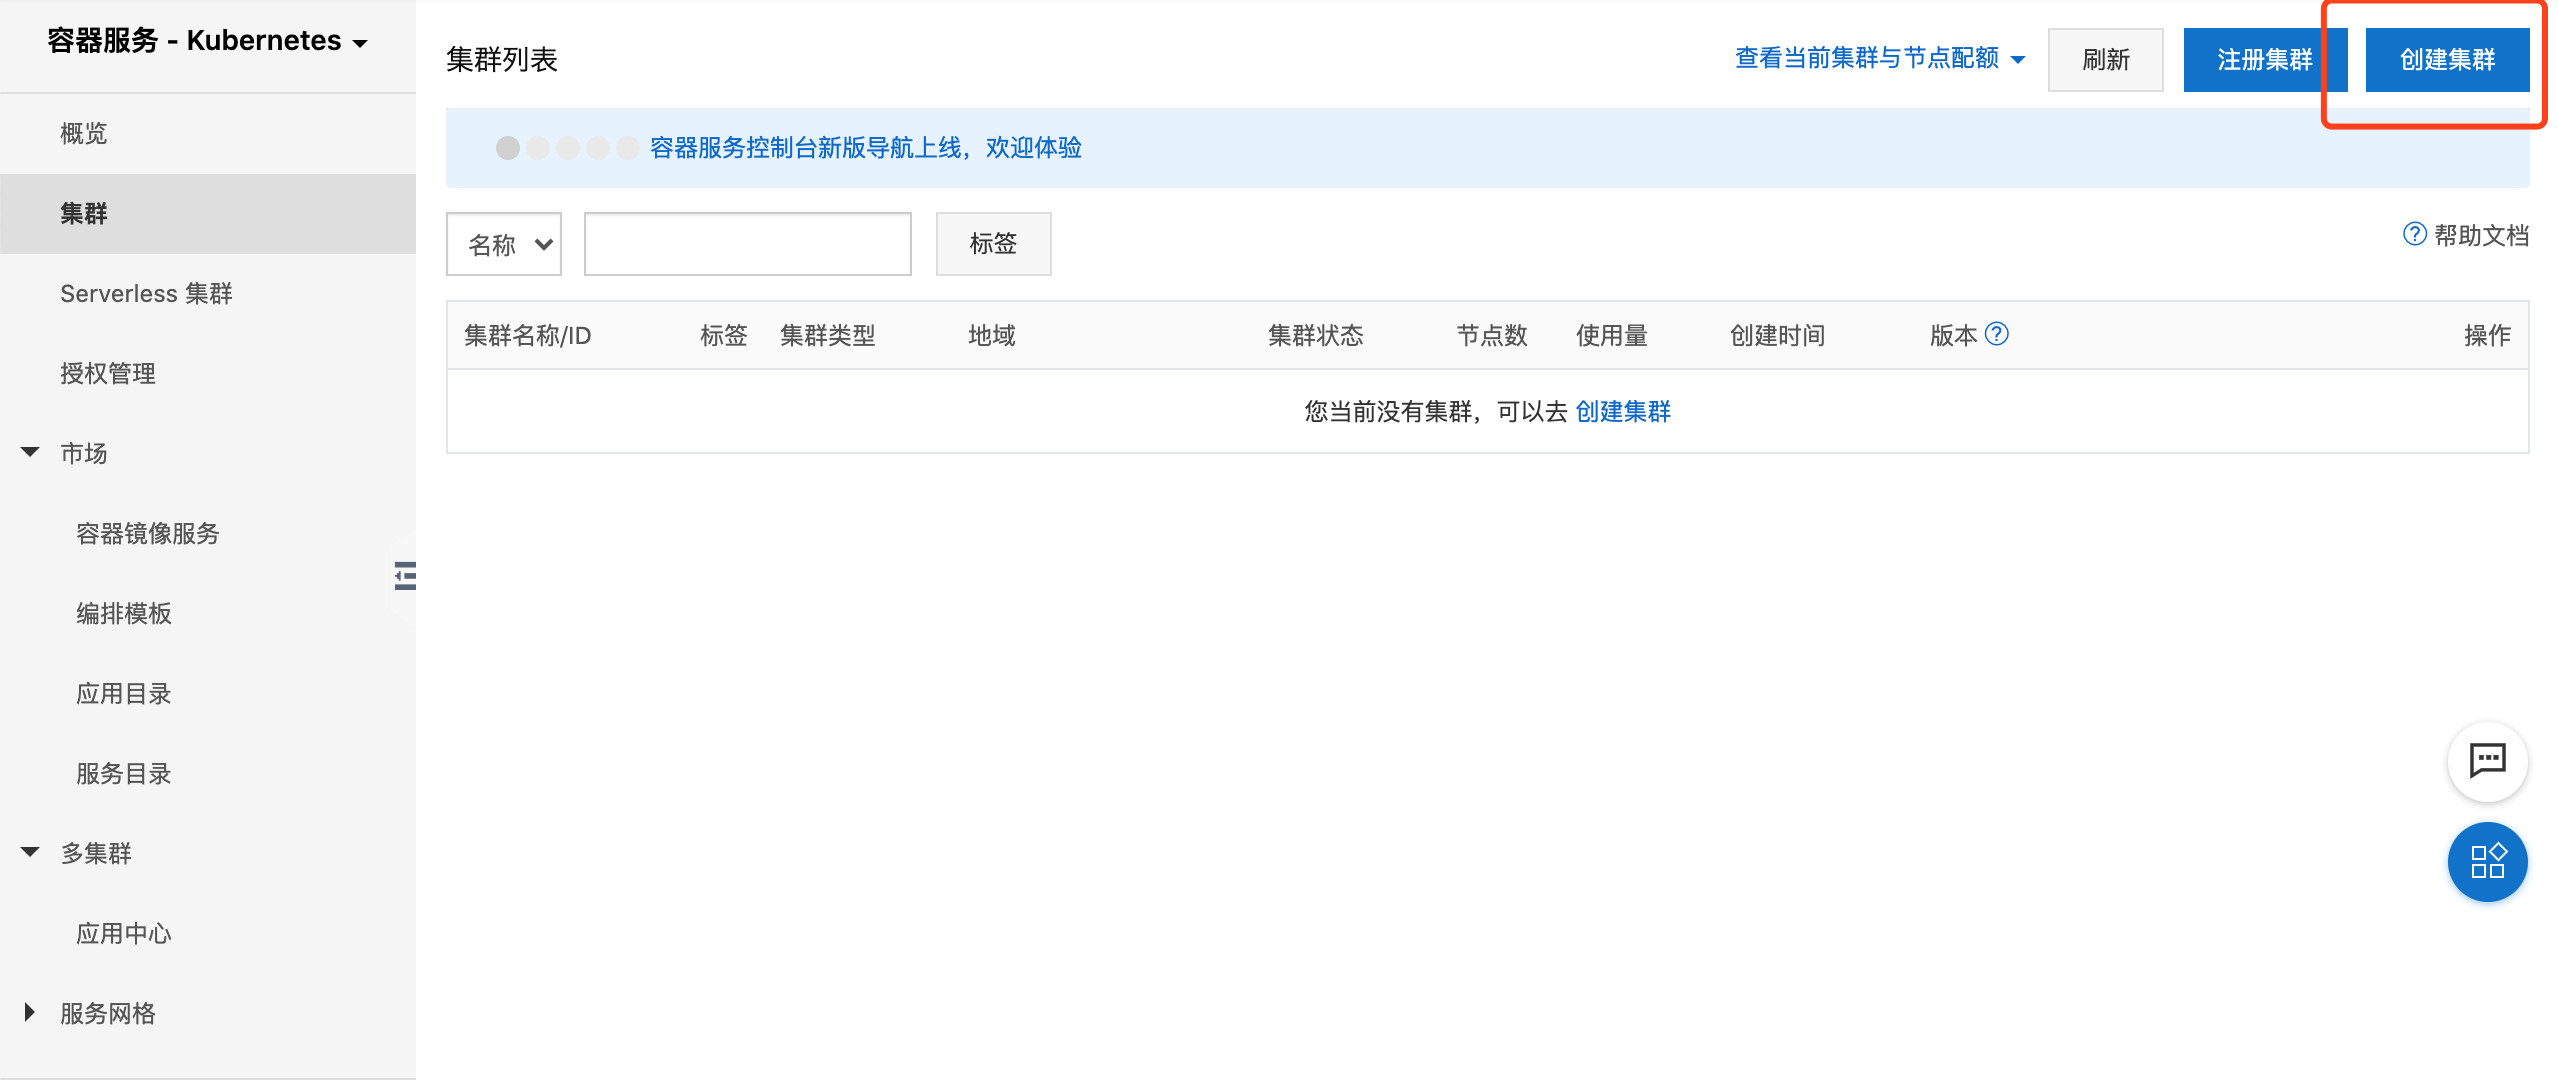 容器服务 - Kubernetes
概览
集群
Serverless 集群
授权管理
市场
容器镜像服务
编排模板
应用目录
服务目录
多集群
应用中心
服务网格
集群列表
查看当前集群与节点配额
刷新
注册集群
创建集群
容器服务控制台新版导航上线，欢迎体验
名称
标签
帮助文档
集群名称/ID 标签 集群类型 地域 集群状态 节点数 使用量 创建时间 版本 操作
您当前没有集群，可以去 创建集群